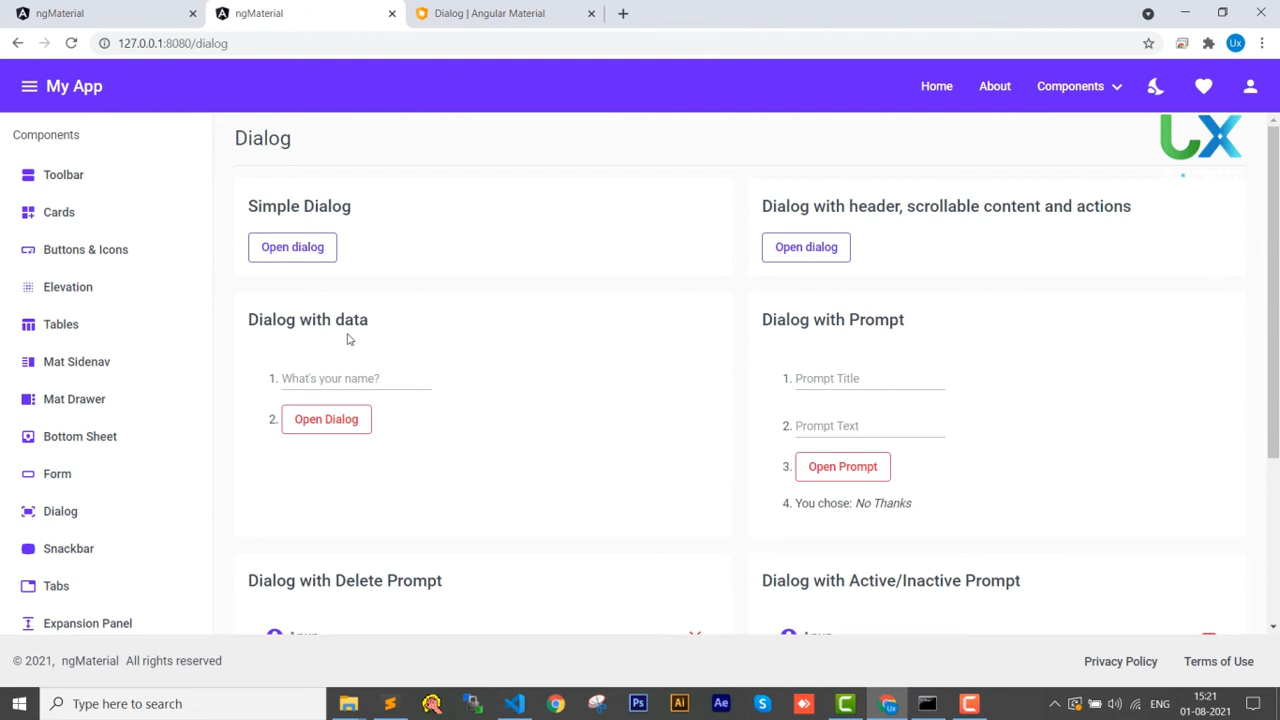 ngMaterial
ngMaterial
Dialog | Angular Material
127.0.0.1:8080/dialog
Ux
My App
Home
About
Components
Components
Toolbar
Cards
Buttons & Icons
Elevation
Tables
Mat Sidenav
Mat Drawer
Bottom Sheet
Form
Dialog
Snackbar
Tabs
Expansion Panel
Dialog
UX
Simple Dialog
Open dialog
Dialog with header, scrollable content and actions
Open dialog
Dialog with data
1. What's your name?
2. Open Dialog
Dialog with Prompt
1. Prompt Title
2. Prompt Text
3. Open Prompt
4. You chose: No Thanks
Dialog with Delete Prompt
Dialog with Active/Inactive Prompt
© 2021, ngMaterial All rights reserved
Privacy Policy
Terms of Use
Type here to search
Ps
Ai
Ae
15:21
01-08-2021